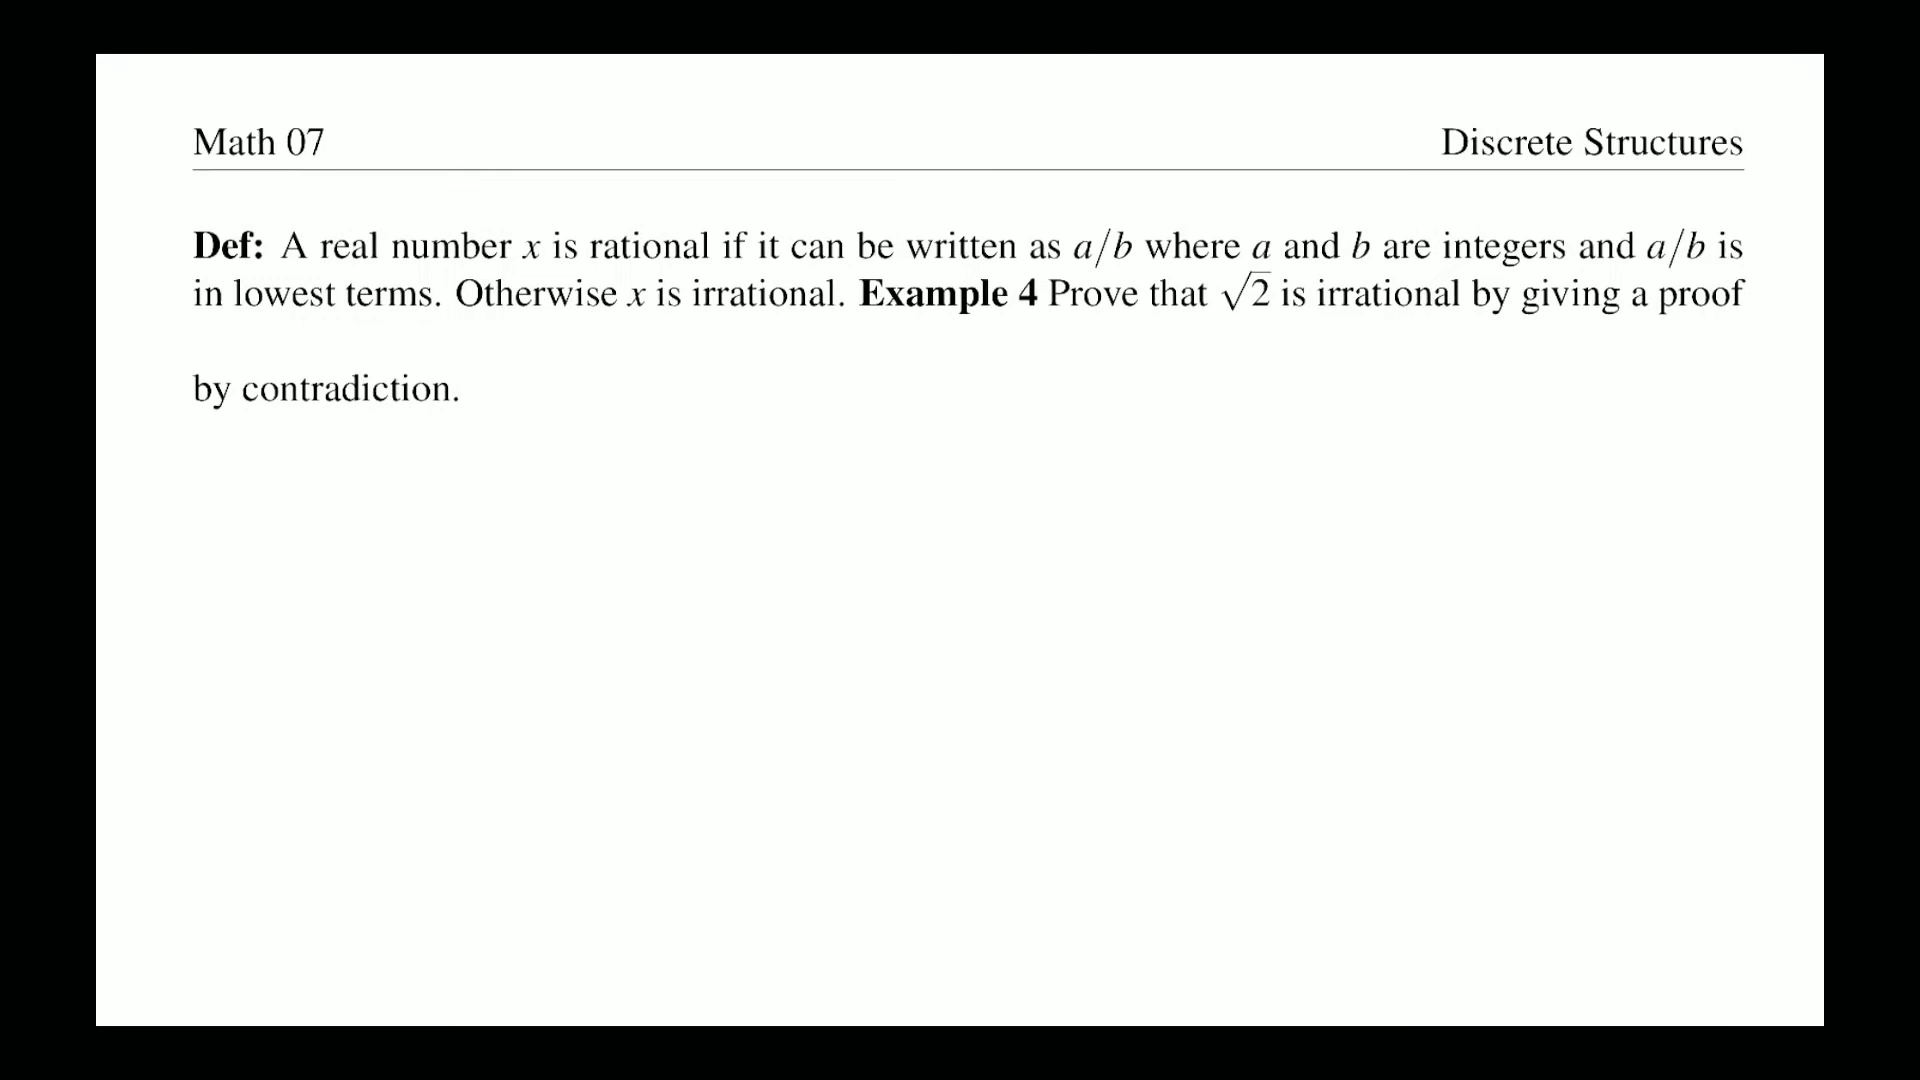 Math 07 Discrete Structures
Def: A real number x is rational if it can be written as a/b where a and b are integers and a/b is
in lowest terms. Otherwise x is irrational. Example 4 Prove that √2 is irrational by giving a proof
by contradiction.